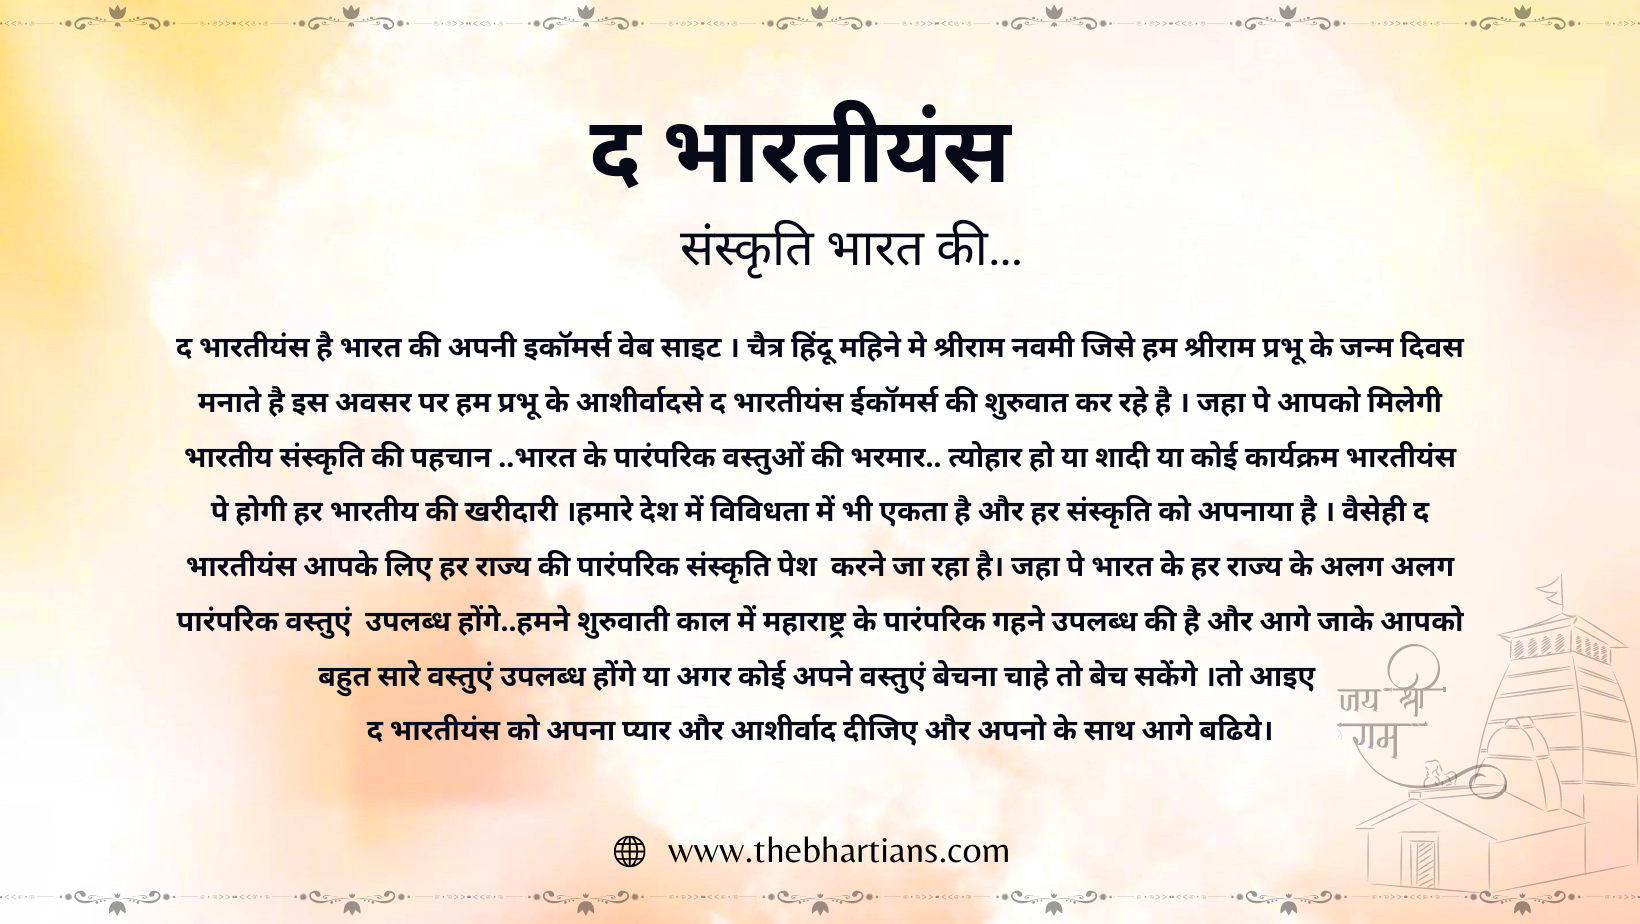 द भारतीयंस
संस्कृति भारत की...
द भारतीयंस है भारत की अपनी इकॉमर्स वेब साइट । चैत्र हिंदू महिने मे श्रीराम नवमी जिसे हम श्रीराम प्रभू के जन्म दिवस
मनाते है इस अवसर पर हम प्रभू के आशीर्वादसे द भारतीयंस ईकॉमर्स की शुरुवात कर रहे है । जहा पे आपको मिलेगी
भारतीय संस्कृति की पहचान ..भारत के पारंपरिक वस्तुओं की भरमार.. त्योहार हो या शादी या कोई कार्यक्रम भारतीयंस
पे होगी हर भारतीय की खरीदारी ।हमारे देश में विविधता में भी एकता है और हर संस्कृति को अपनाया है । वैसेही द
भारतीयंस आपके लिए हर राज्य की पारंपरिक संस्कृति पेश  करने जा रहा है। जहा पे भारत के हर राज्य के अलग अलग
पारंपरिक वस्तुएं  उपलब्ध होंगे..हमने शुरुवाती काल में महाराष्ट्र के पारंपरिक गहने उपलब्ध की है और आगे जाके आपको
बहुत सारे वस्तुएं उपलब्ध होंगे या अगर कोई अपने वस्तुएं बेचना चाहे तो बेच सकेंगे ।तो आइए
द भारतीयंस को अपना प्यार और आशीर्वाद दीजिए और अपनो के साथ आगे बढिये।
जय श्री
राम
www.thebhartians.com